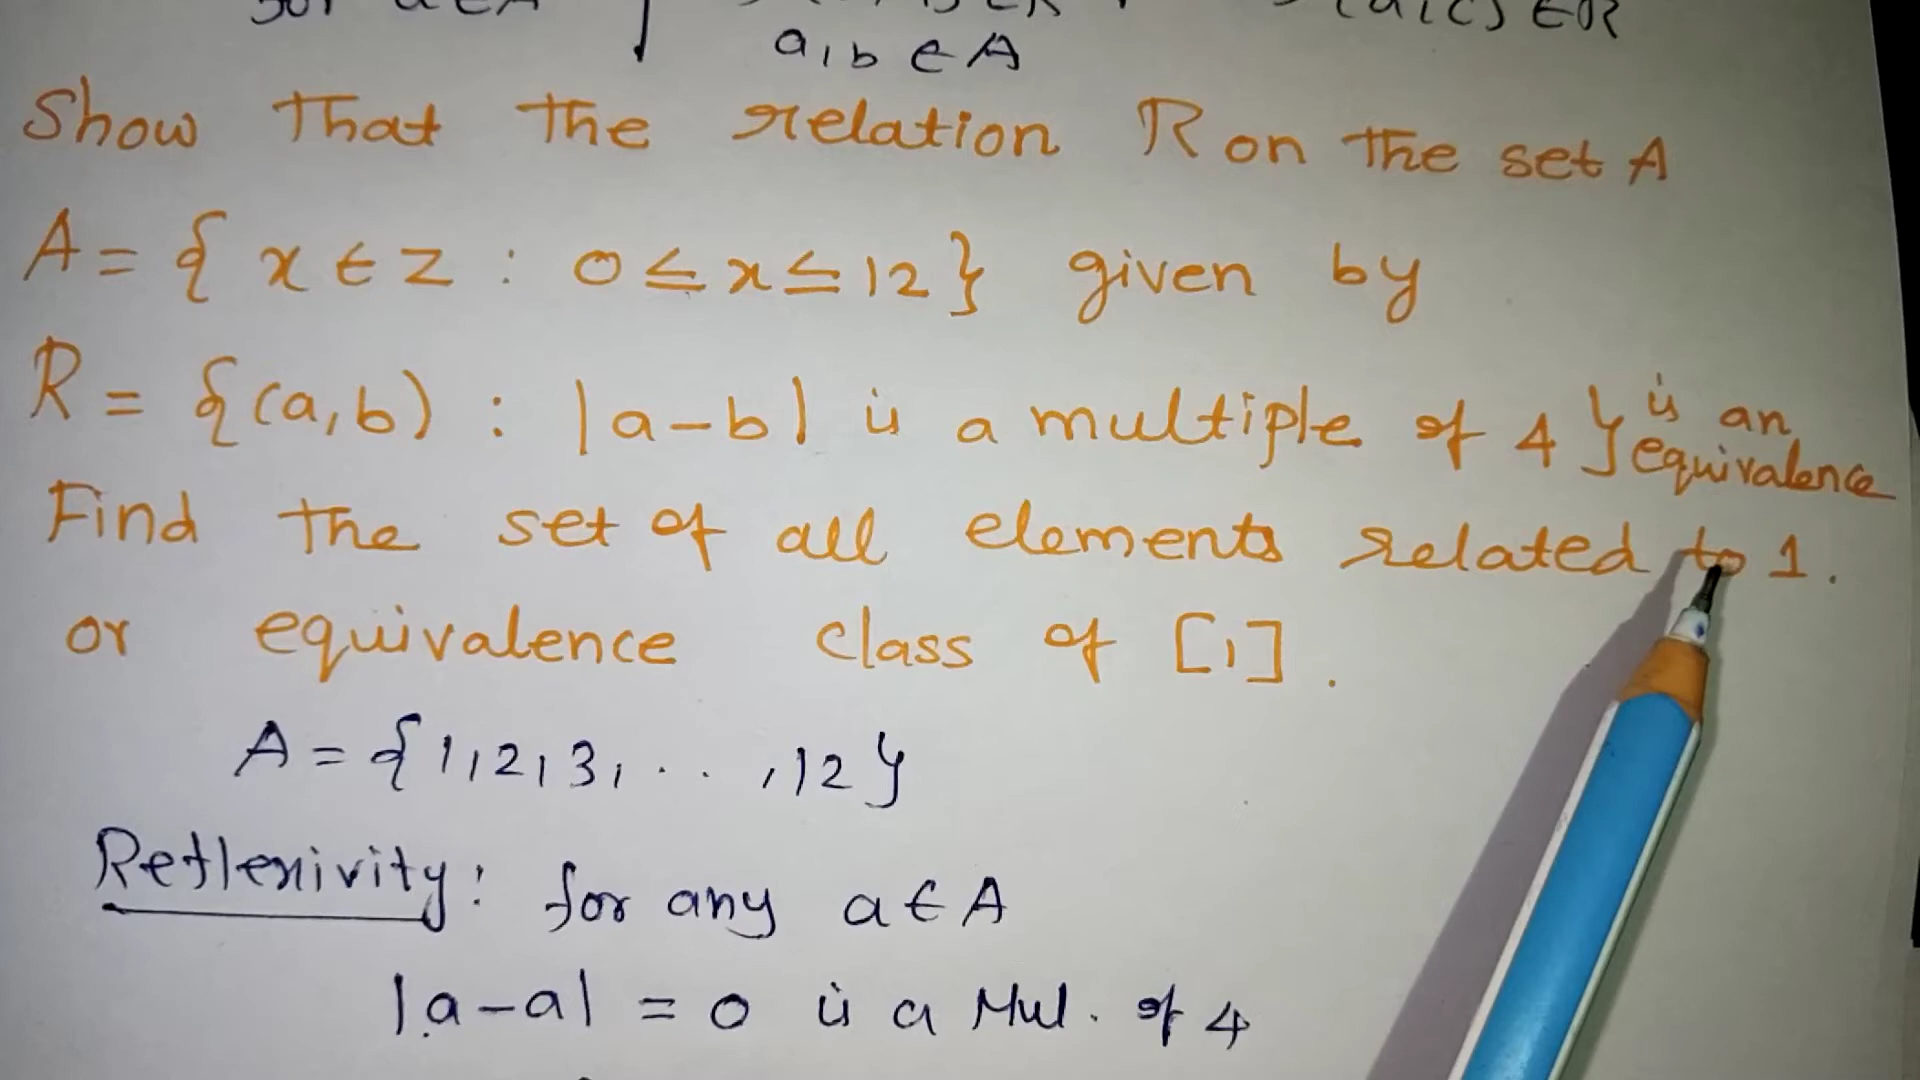 a,b ∈ A
(a,c) ∈ R
Show That the relation R on the set A
A = { x ∈ Z : 0 ≤ x ≤ 12 } given by
R = { (a,b) : |a-b| is a multiple of 4 } is an equivalence
Find the set of all elements related to 1.
or equivalence class of [1].
A = { 1,2,3, . . ,12 }
Reflexivity : for any a ∈ A
|a-a| = 0 is a Mul. of 4